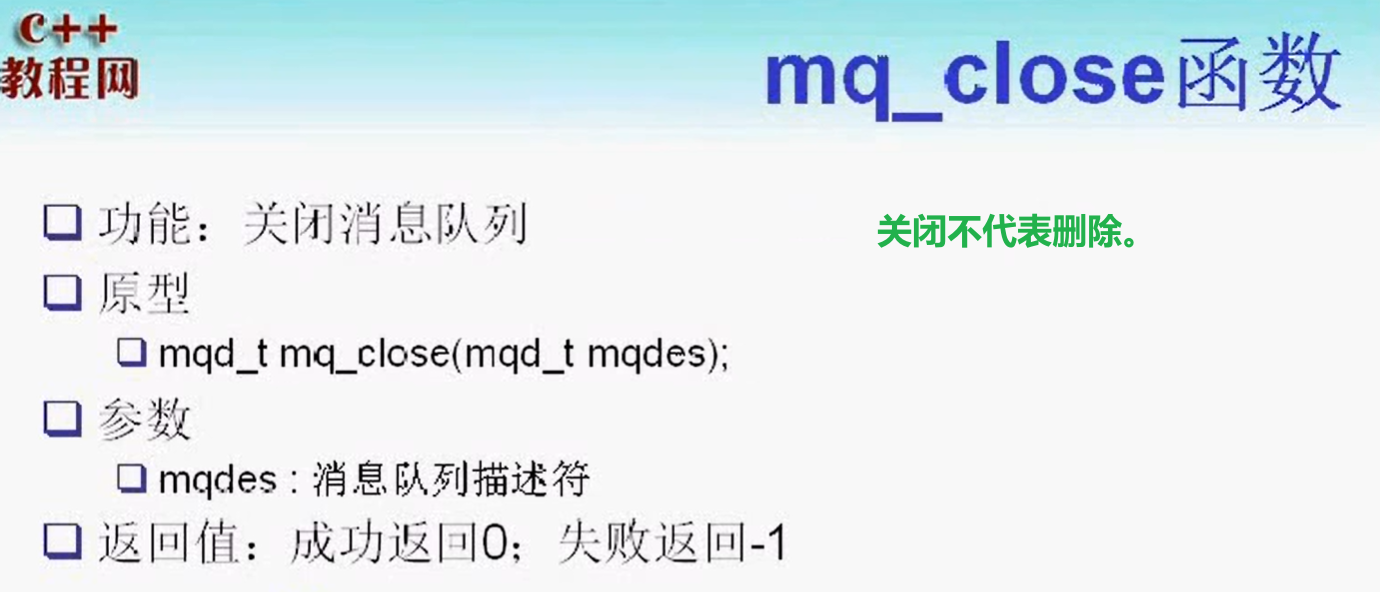 C++
教程网
mq_close函数
功能：关闭消息队列
关闭不代表删除。
原型
mqd_t mq_close(mqd_t mqdes);
参数
mqdes : 消息队列描述符
返回值：成功返回0；失败返回-1